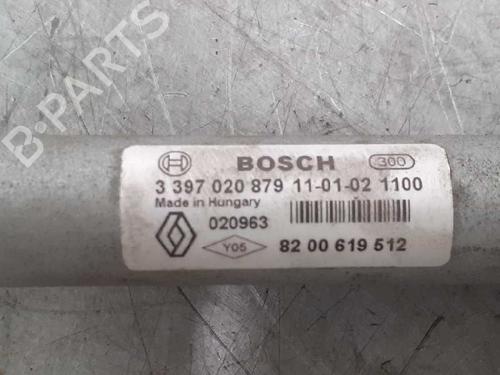 B-PARTS
BOSCH 300
3 397 020 879 11-01-02 1100
Made in Hungary
020963
Y05 82 00 619 512